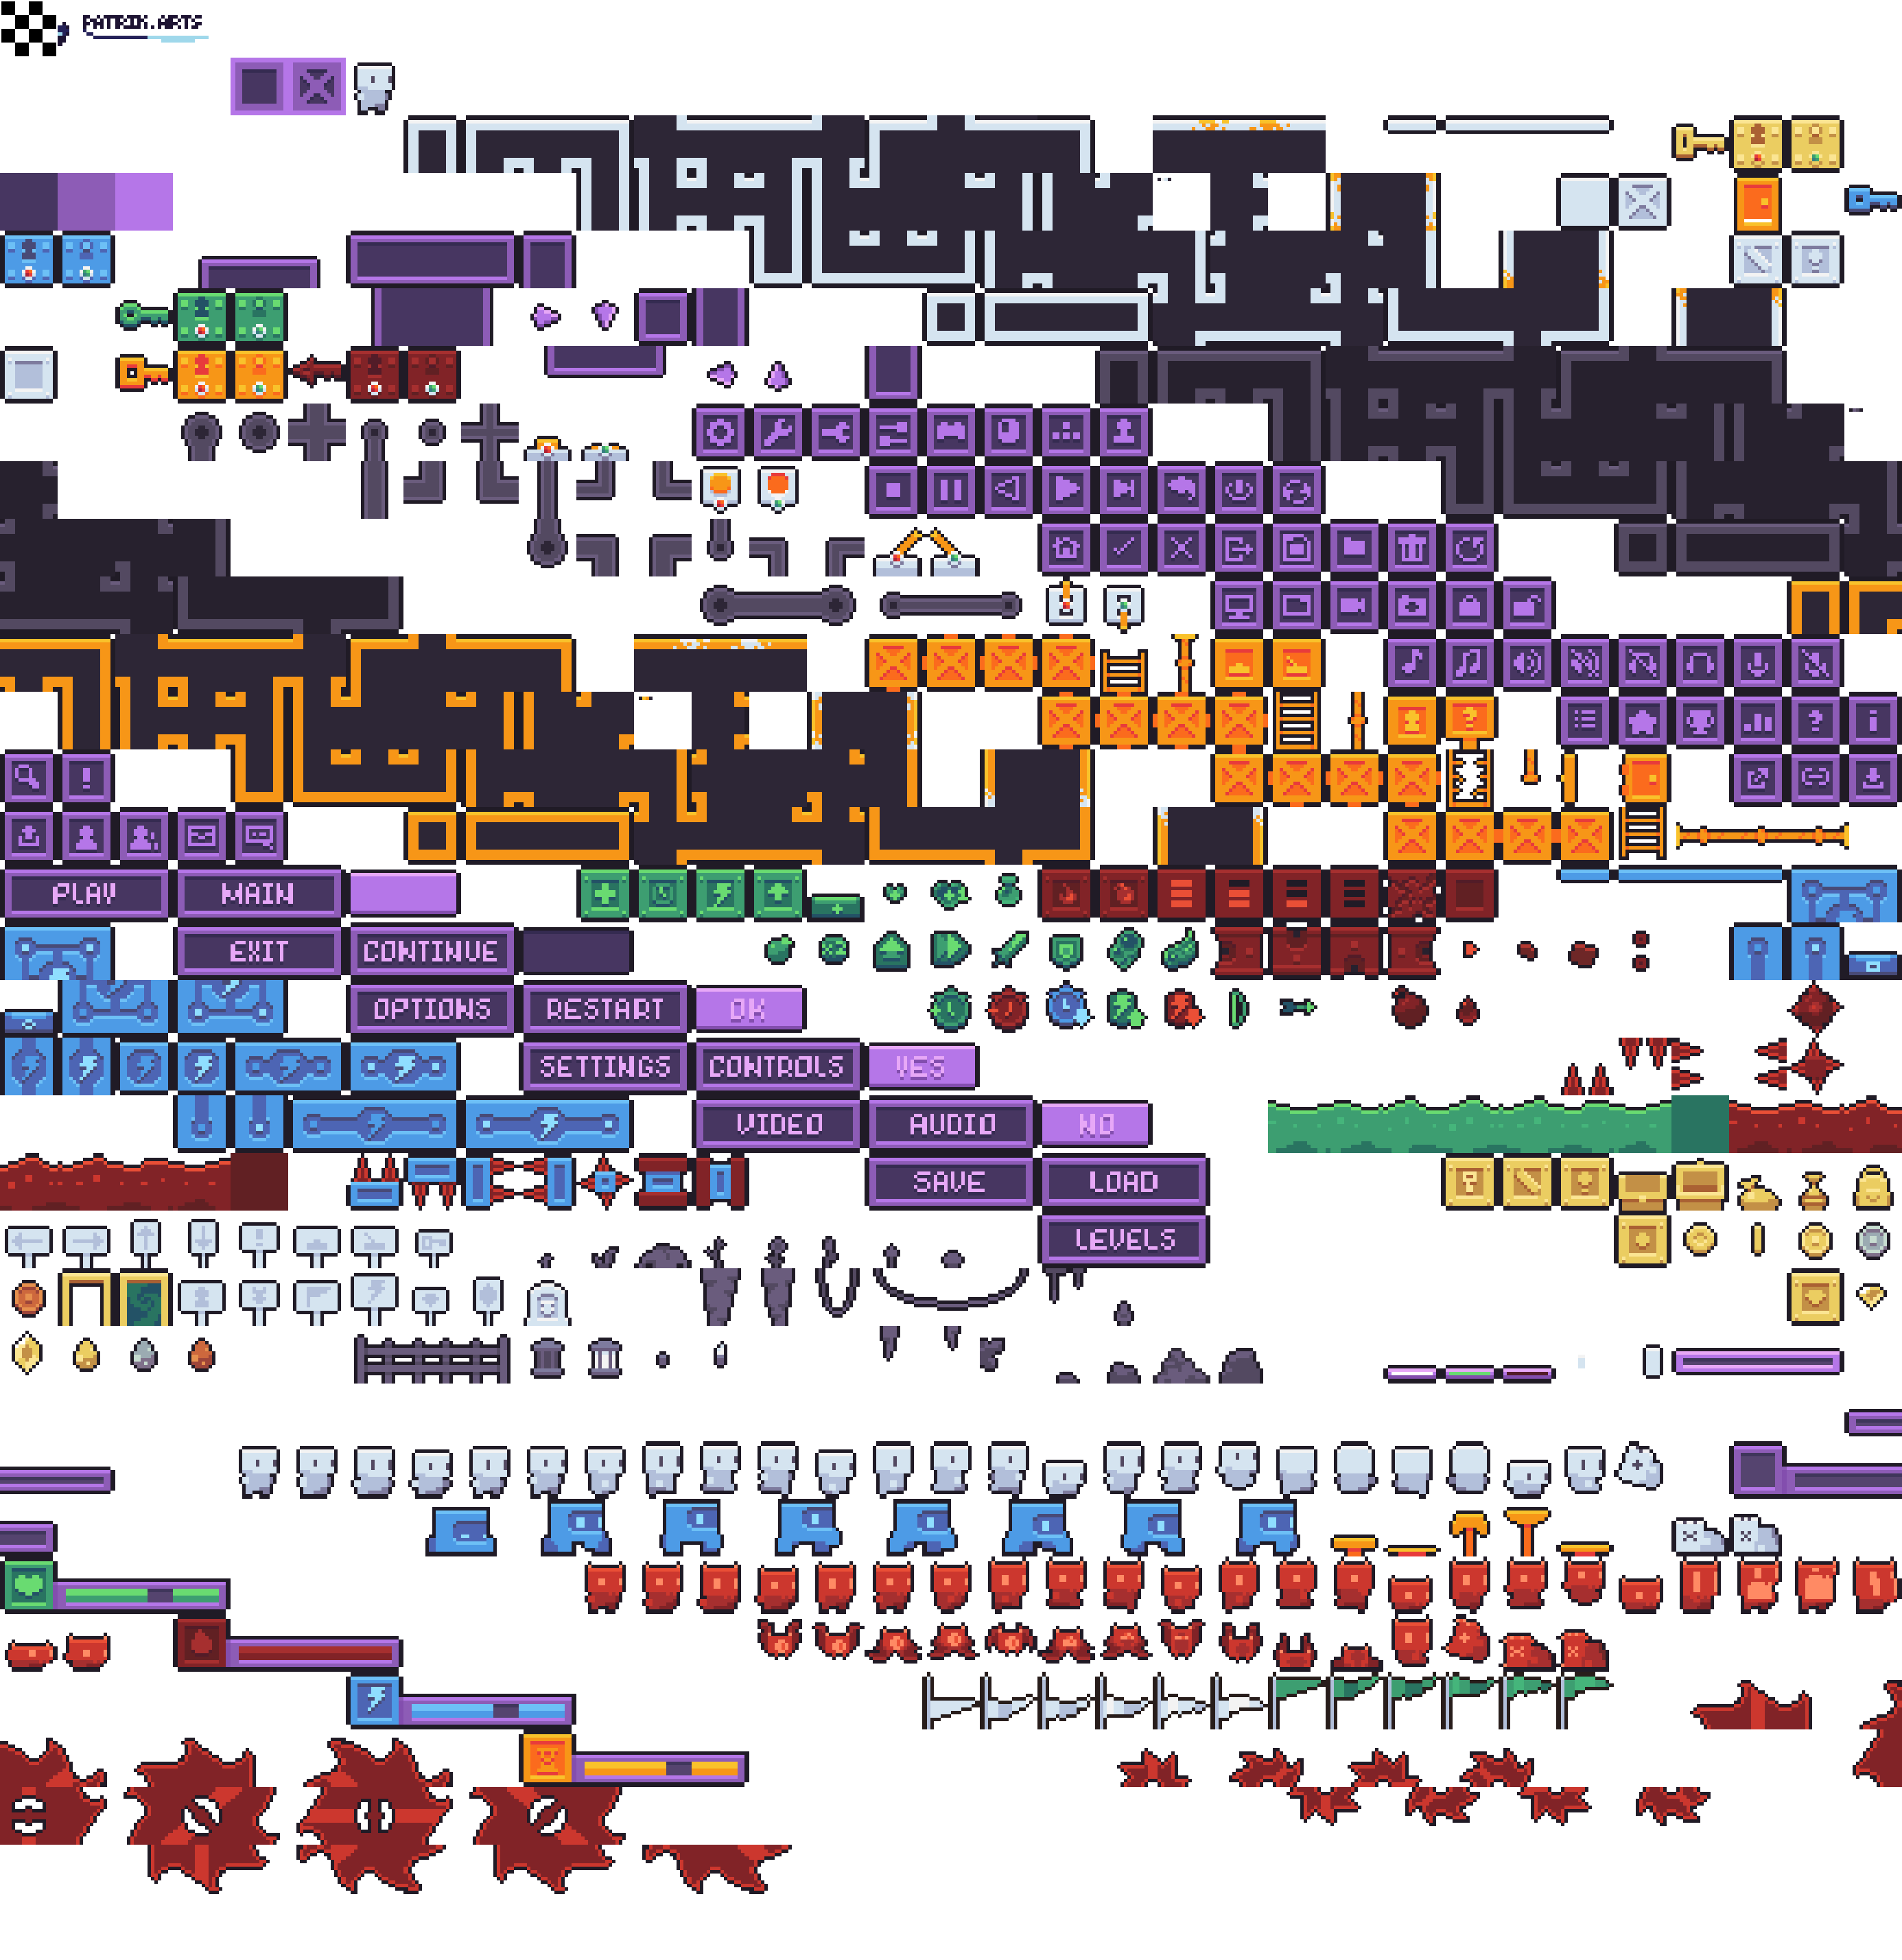 PATRIK.ARTS
PLAY MAIN
EXIT CONTINUE
OPTIONS RESTART OK
SETTINGS CONTROLS YES
VIDEO AUDIO NO
SAVE LOAD
LEVELS